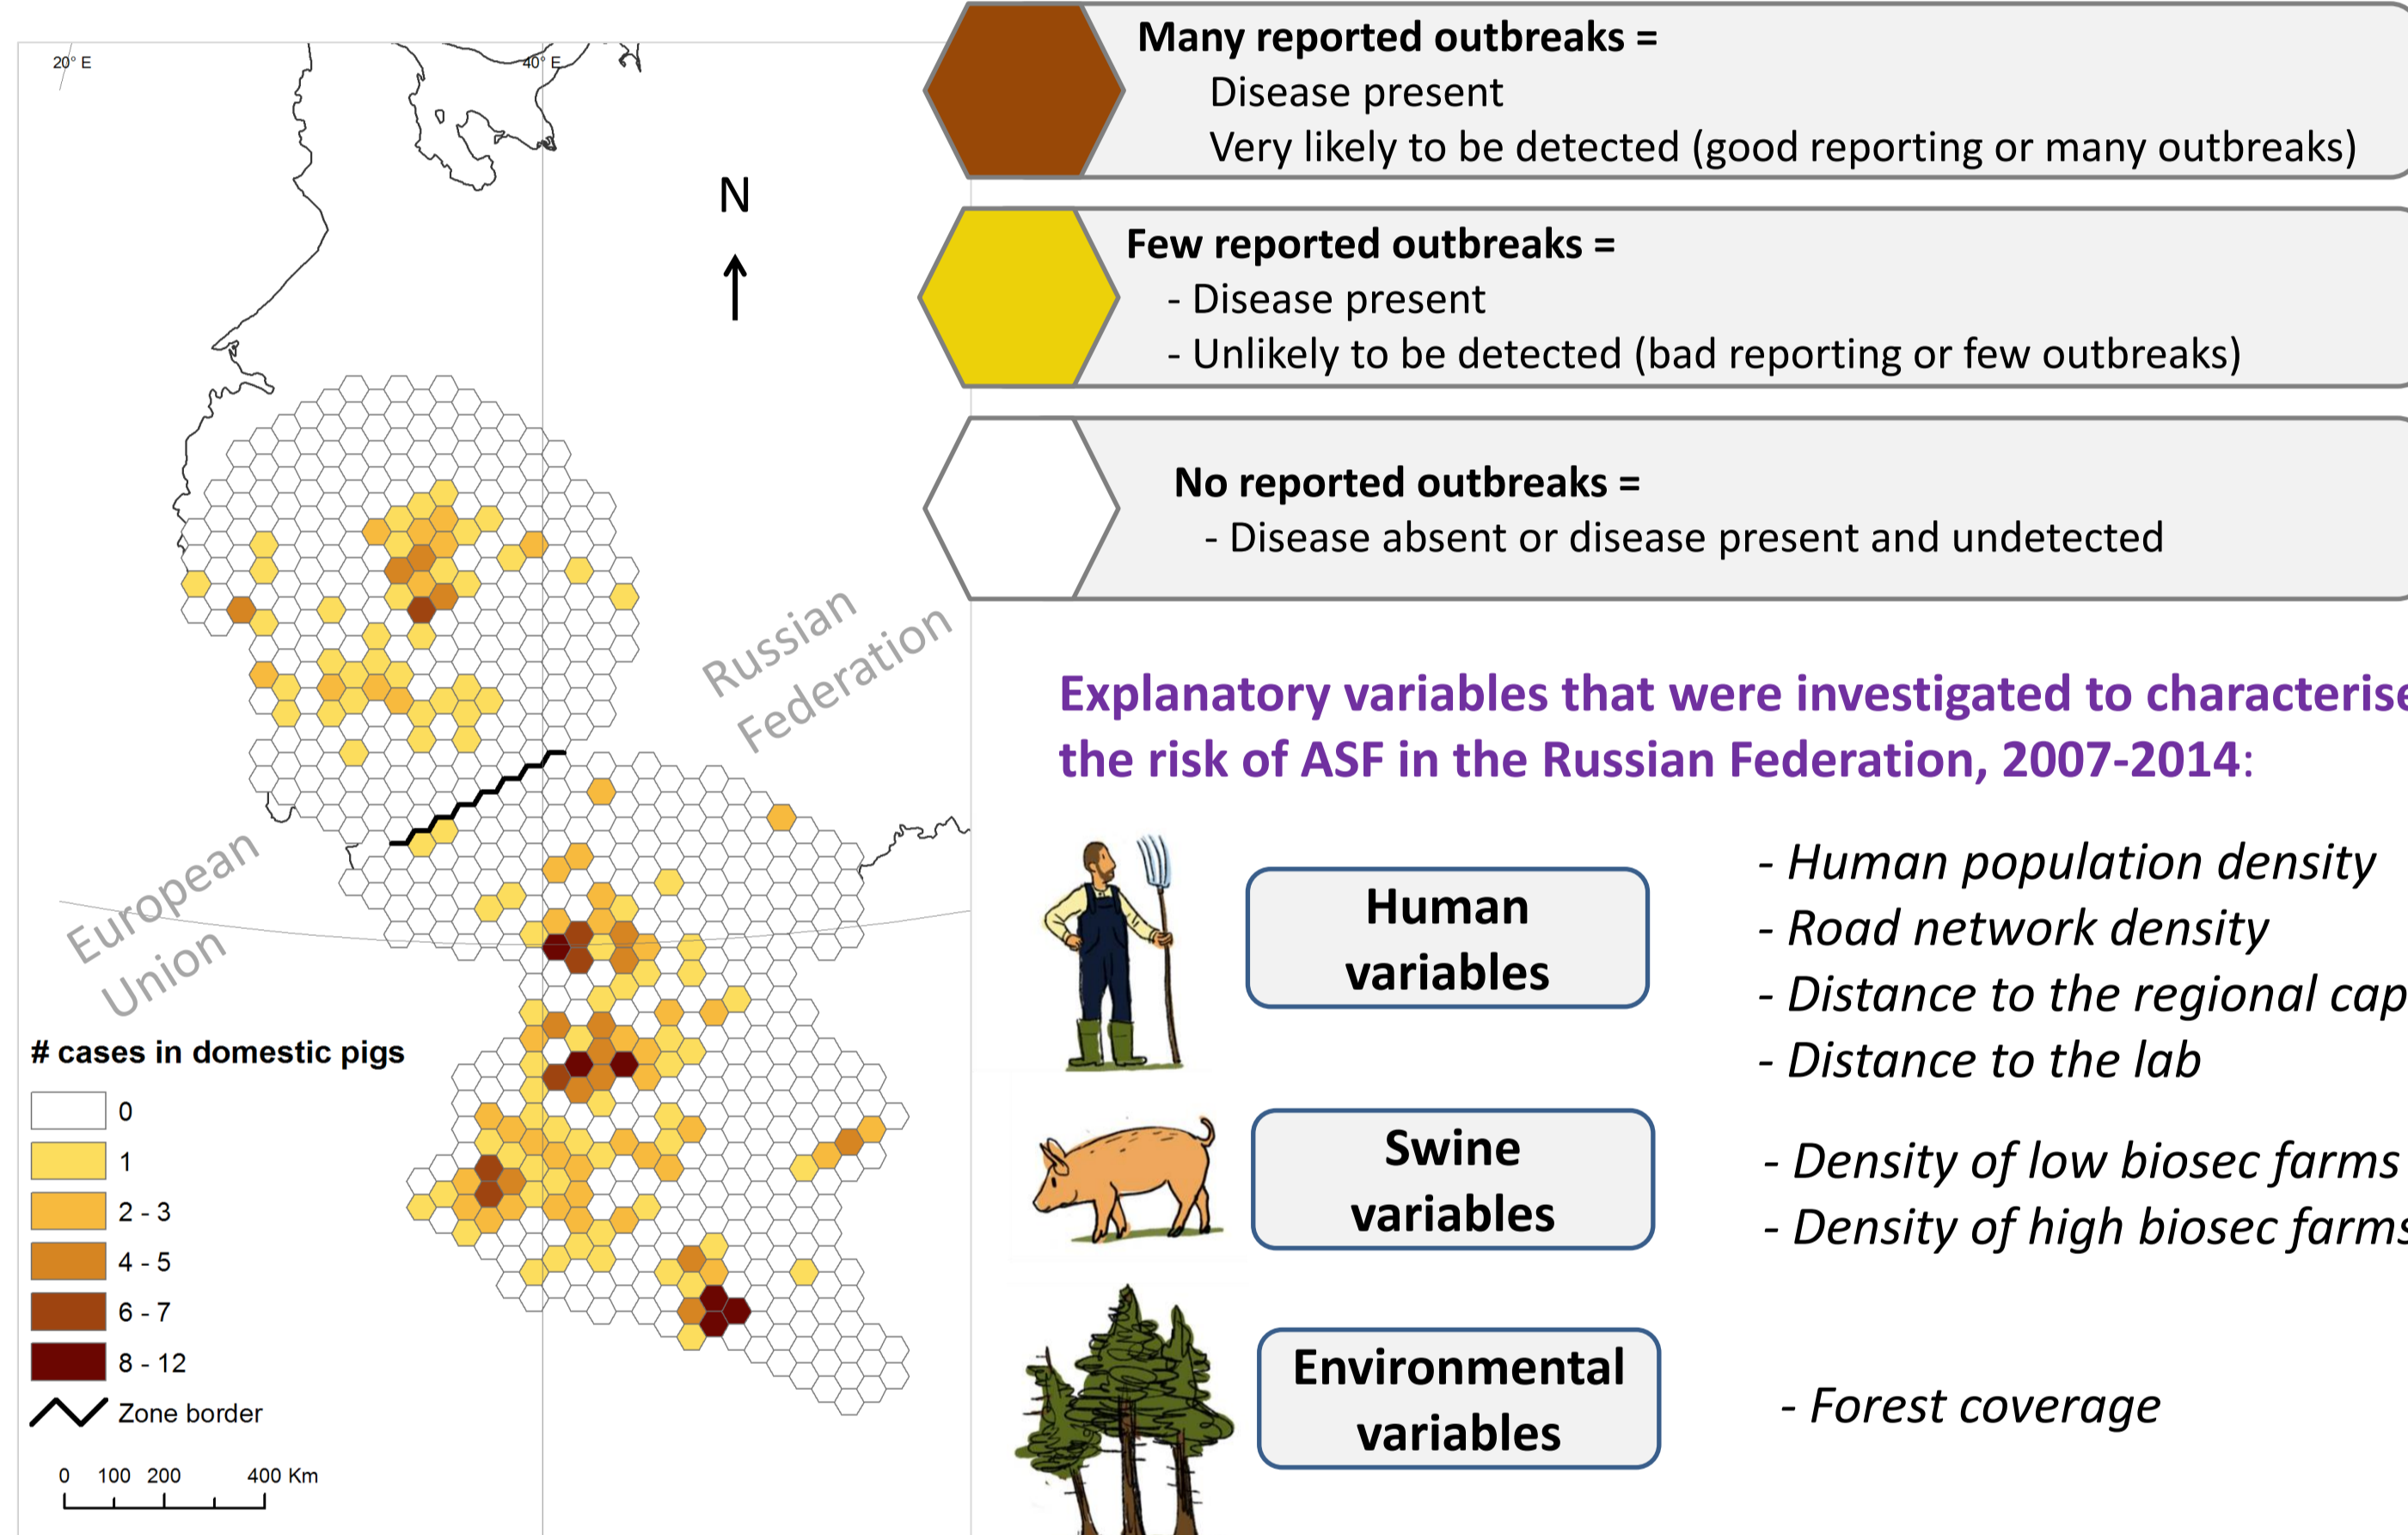 20° E
40° E
N
Russian
Federation
European
Union
# cases in domestic pigs
0
1
2 - 3
4 - 5
6 - 7
8 - 12
Zone border
0 100 200 400 Km
Many reported outbreaks =
Disease present
Very likely to be detected (good reporting or many outbreaks)
Few reported outbreaks =
- Disease present
- Unlikely to be detected (bad reporting or few outbreaks)
No reported outbreaks =
- Disease absent or disease present and undetected
Explanatory variables that were investigated to characterise
the risk of ASF in the Russian Federation, 2007-2014:
Human
variables
- Human population density
- Road network density
- Distance to the regional cap
- Distance to the lab
Swine
variables
- Density of low biosec farms
- Density of high biosec farms
Environmental
variables
- Forest coverage